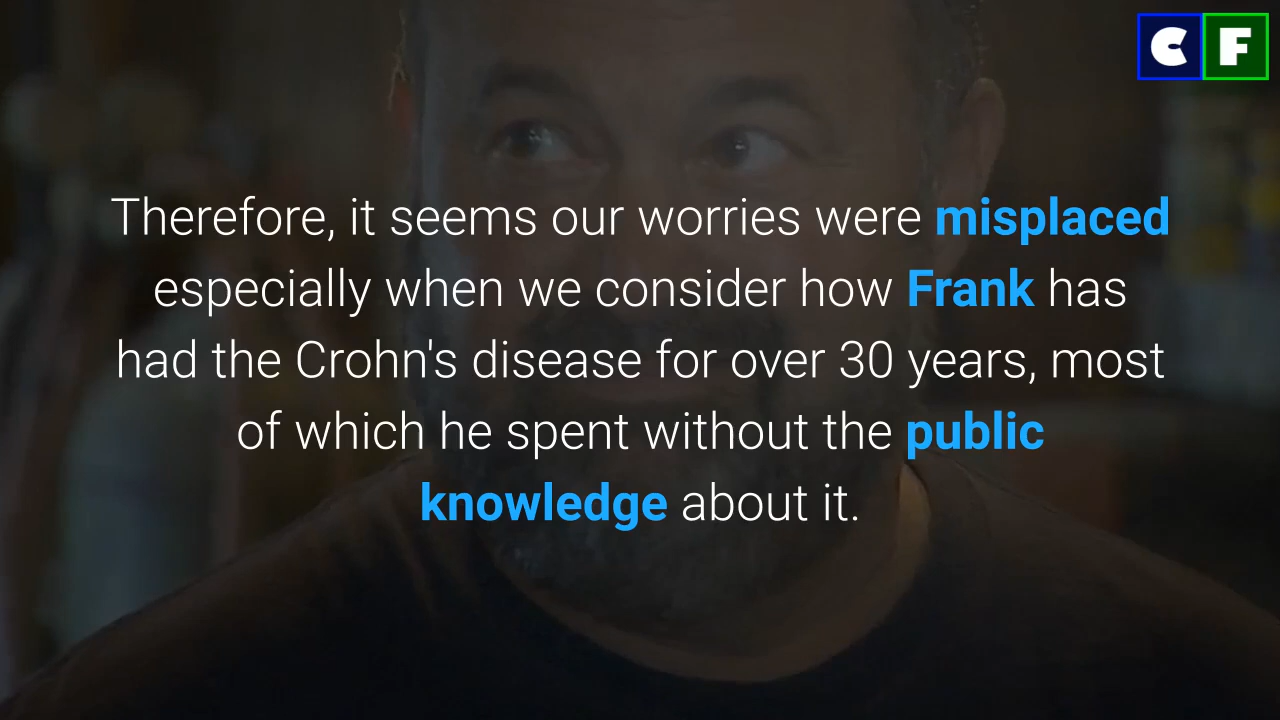 CF
Therefore, it seems our worries were misplaced
especially when we consider how Frank has
had the Crohn's disease for over 30 years, most
of which he spent without the public
knowledge about it.